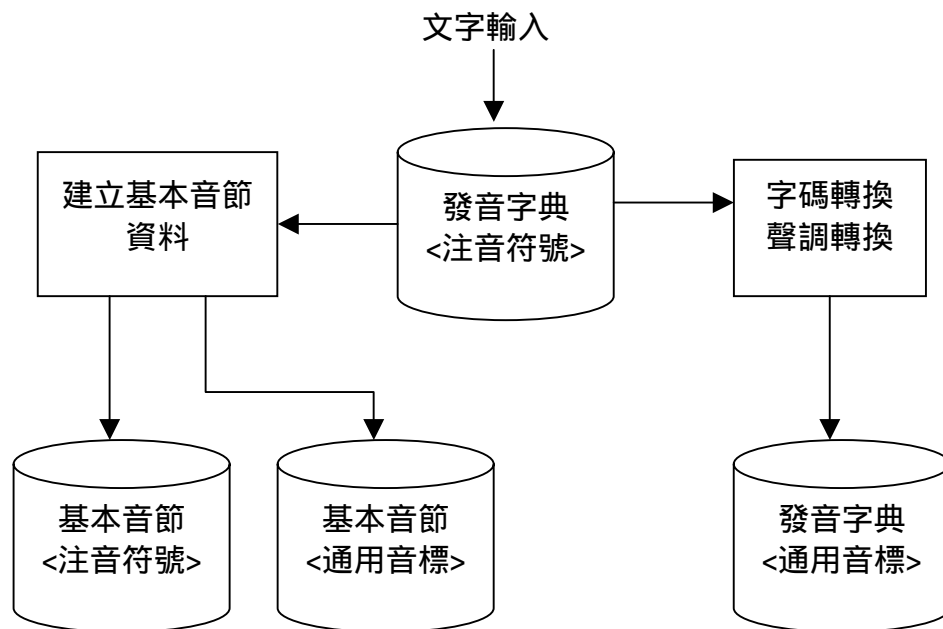 文字輸入
建立基本音節
資料
發音字典
<注音符號>
字碼轉換
聲調轉換
基本音節
<注音符號>
基本音節
<通用音標>
發音字典
<通用音標>